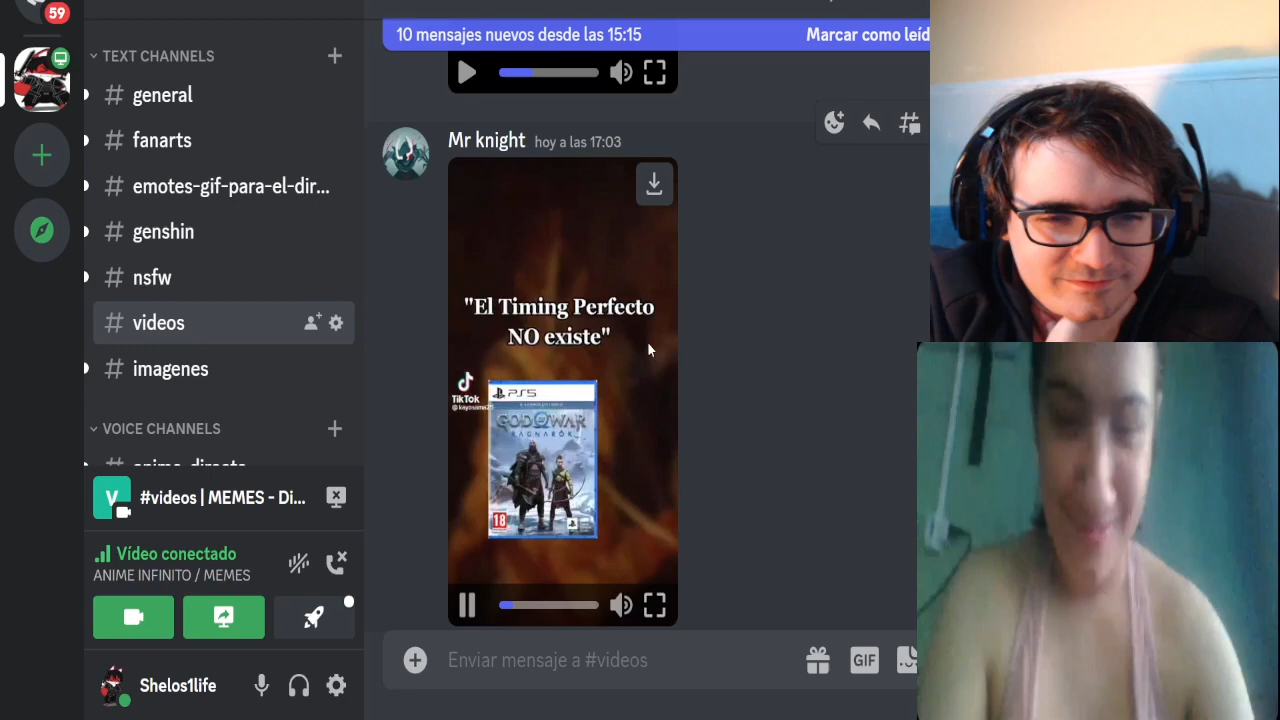 59
TEXT CHANNELS
# general
# fanarts
# emotes-gif-para-el-dir...
# genshin
# nsfw
# videos
# imagenes
VOICE CHANNELS
V
#videos | MEMES - Di...
Vídeo conectado
ANIME INFINITO / MEMES
Shelos1life
10 mensajes nuevos desde las 15:15
Marcar como leíd
Mr knight hoy a las 17:03
"El Timing Perfecto
NO existe"
TikTok
PS5
GOD OF WAR
RAGNARÖK
18
Enviar mensaje a #videos
GIF